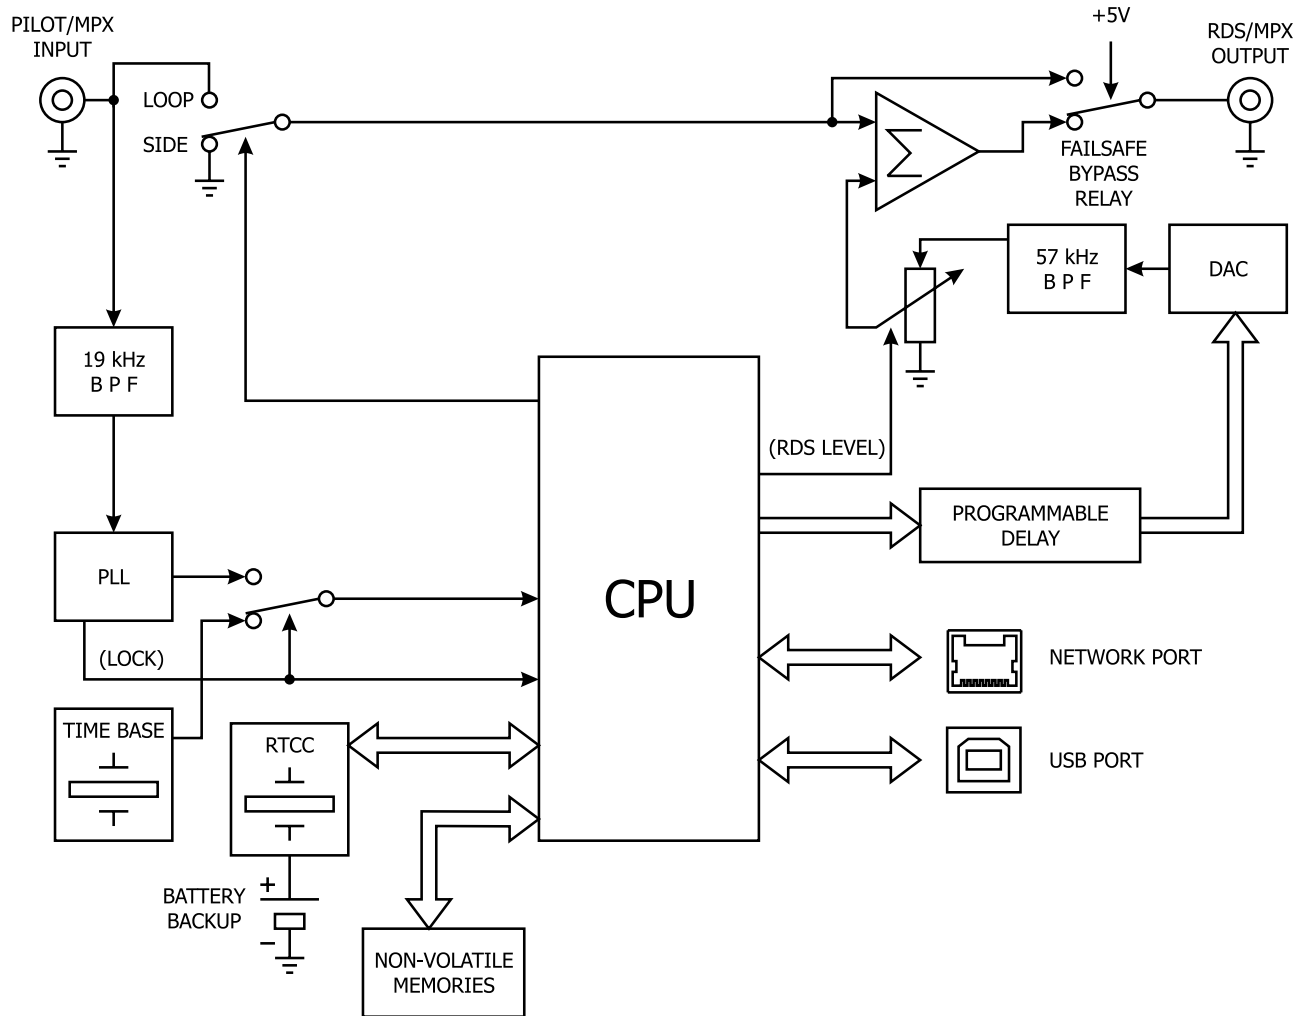 PILOT/MPX
INPUT
+5V
RDS/MPX
OUTPUT
LOOP
SIDE
FAILSAFE
BYPASS
RELAY
Σ
57 kHz
B P F
DAC
19 kHz
B P F
(RDS LEVEL)
PROGRAMMABLE
DELAY
PLL
CPU
(LOCK)
NETWORK PORT
TIME BASE
RTCC
USB PORT
BATTERY
BACKUP
+
−
NON-VOLATILE
MEMORIES